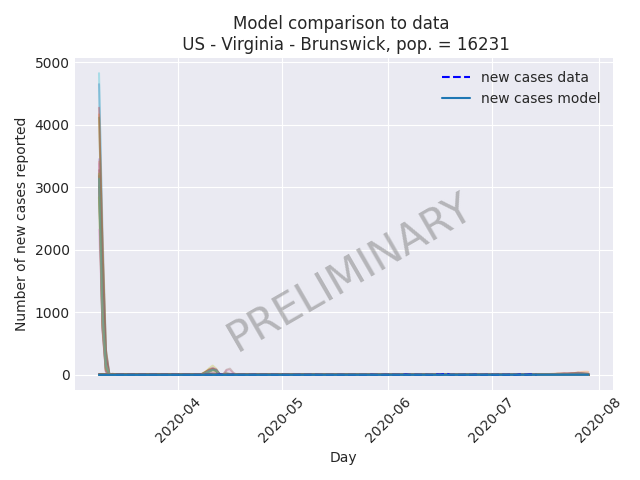 Model comparison to data
US - Virginia - Brunswick, pop. = 16231
5000
4000
3000
2000
1000
0
Number of new cases reported
new cases data
new cases model
PRELIMINARY
2020-04
2020-05
2020-06
2020-07
2020-08
Day